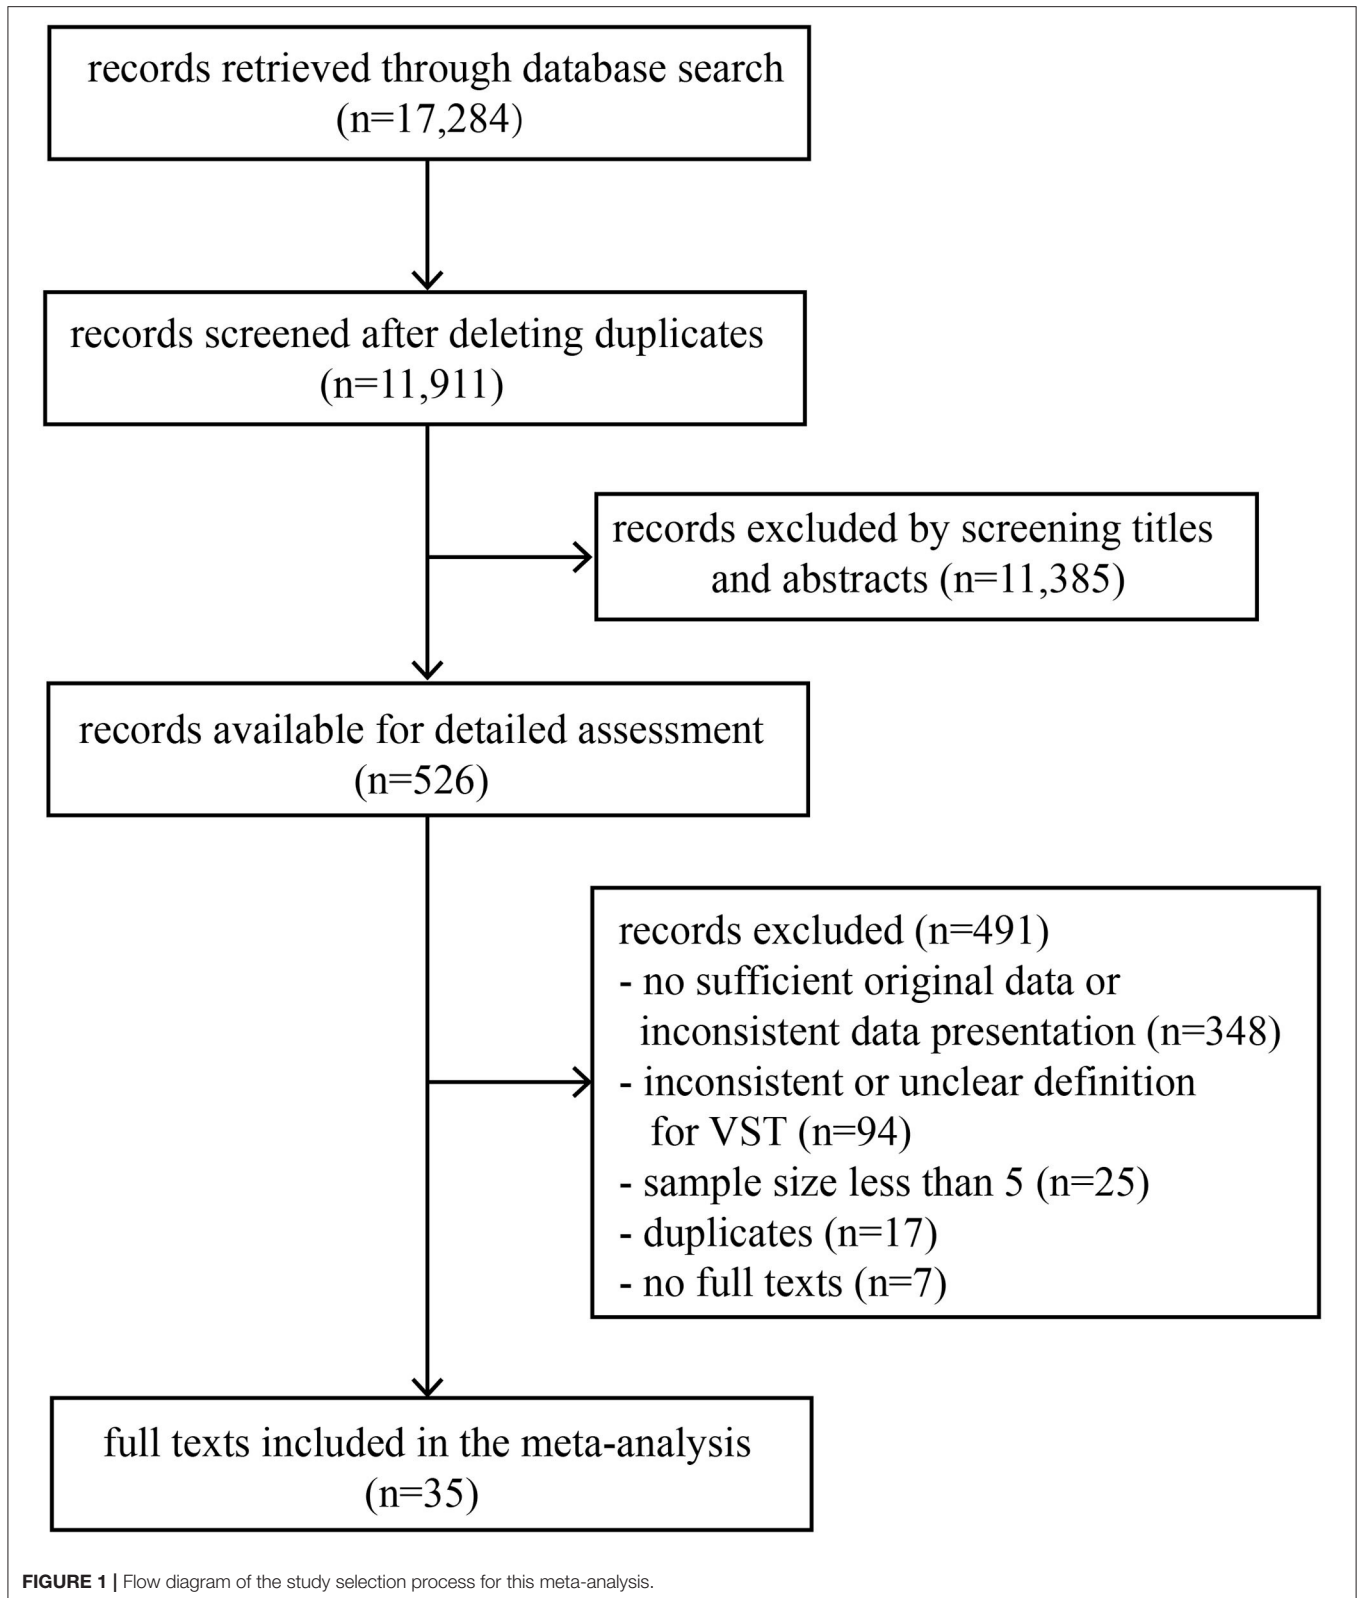 records retrieved through database search
(n=17,284)
records screened after deleting duplicates
(n=11,911)
records excluded by screening titles
and abstracts (n=11,385)
records available for detailed assessment
(n=526)
records excluded (n=491)
- no sufficient original data or
inconsistent data presentation (n=348)
- inconsistent or unclear definition
for VST (n=94)
- sample size less than 5 (n=25)
- duplicates (n=17)
- no full texts (n=7)
full texts included in the meta-analysis
(n=35)
FIGURE 1 | Flow diagram of the study selection process for this meta-analysis.